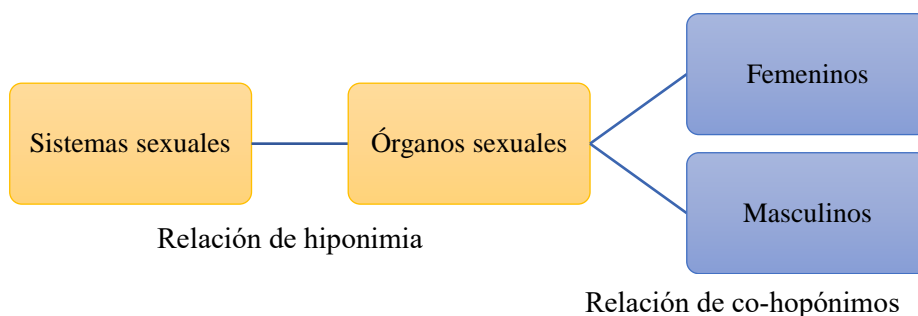 Femeninos
Sistemas sexuales
Órganos sexuales
Masculinos
Relación de hiponimia
Relación de co-hopónimos